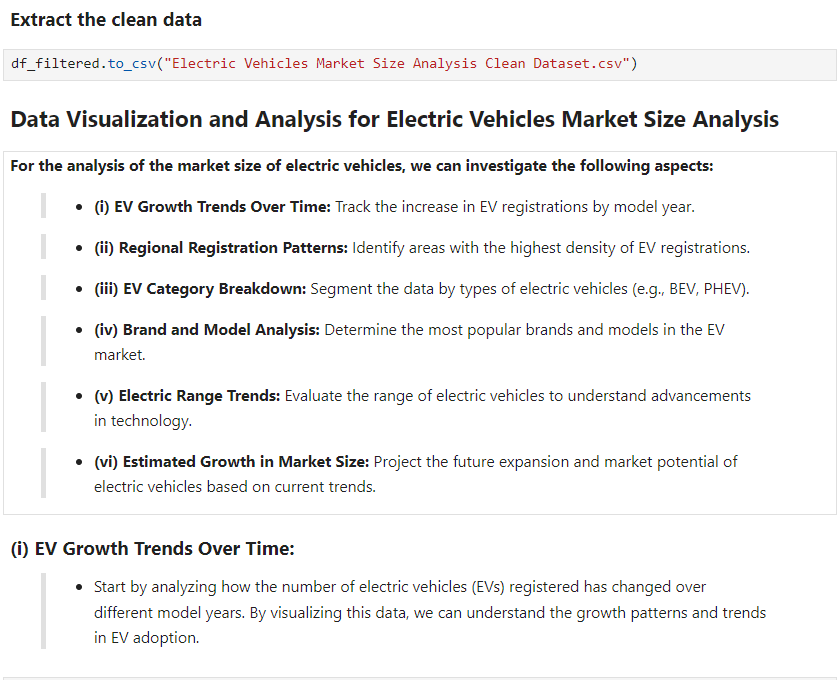 Extract the clean data
df_filtered.to_csv("Electric Vehicles Market Size Analysis Clean Dataset.csv")
Data Visualization and Analysis for Electric Vehicles Market Size Analysis
For the analysis of the market size of electric vehicles, we can investigate the following aspects:
• (i) EV Growth Trends Over Time: Track the increase in EV registrations by model year.
• (ii) Regional Registration Patterns: Identify areas with the highest density of EV registrations.
• (iii) EV Category Breakdown: Segment the data by types of electric vehicles (e.g., BEV, PHEV).
• (iv) Brand and Model Analysis: Determine the most popular brands and models in the EV
market.
• (v) Electric Range Trends: Evaluate the range of electric vehicles to understand advancements
in technology.
• (vi) Estimated Growth in Market Size: Project the future expansion and market potential of
electric vehicles based on current trends.
(i) EV Growth Trends Over Time:
• Start by analyzing how the number of electric vehicles (EVs) registered has changed over
different model years. By visualizing this data, we can understand the growth patterns and trends
in EV adoption.